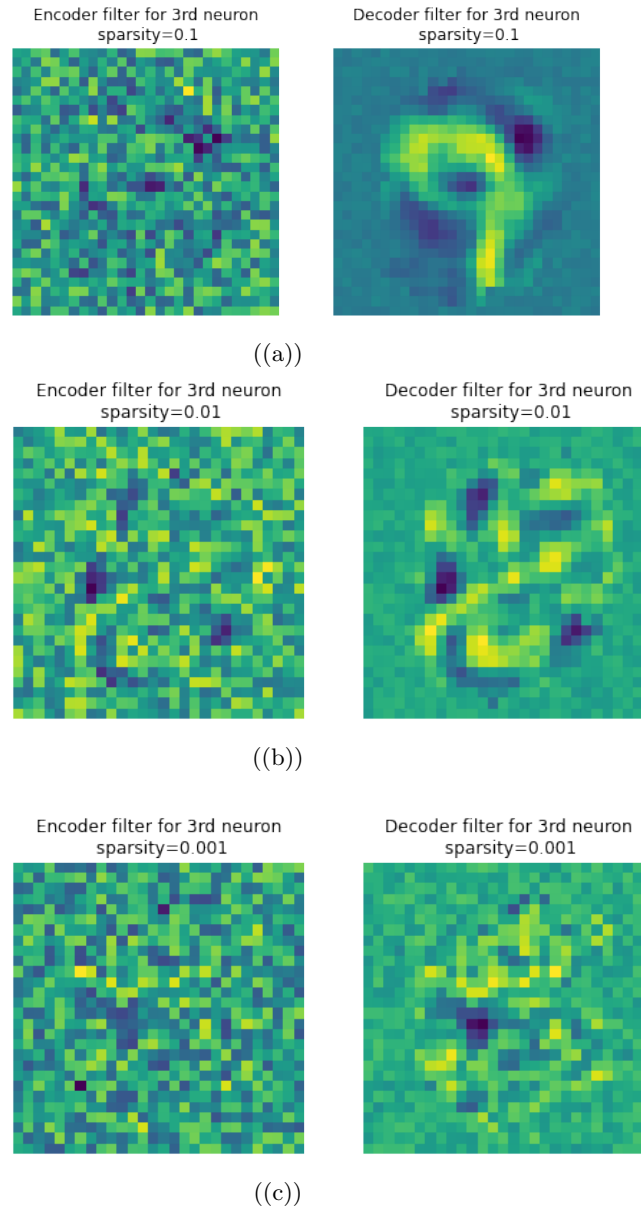 Encoder filter for 3rd neuron
sparsity=0.1
Decoder filter for 3rd neuron
sparsity=0.1
((a))
Encoder filter for 3rd neuron
sparsity=0.01
Decoder filter for 3rd neuron
sparsity=0.01
((b))
Encoder filter for 3rd neuron
sparsity=0.001
Decoder filter for 3rd neuron
sparsity=0.001
((c))